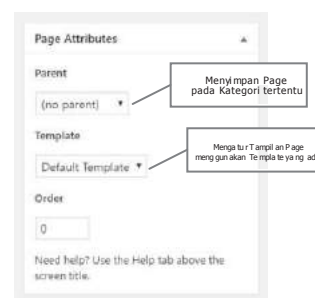 Page Attributes
Parent
(no parent)
Menyimpan Page
pada Kategori tertentu
Template
Default Template
Mengatur Tampilan Page
menggunakan Template yang ad
Order
0
Need help? Use the Help tab above the
screen title.